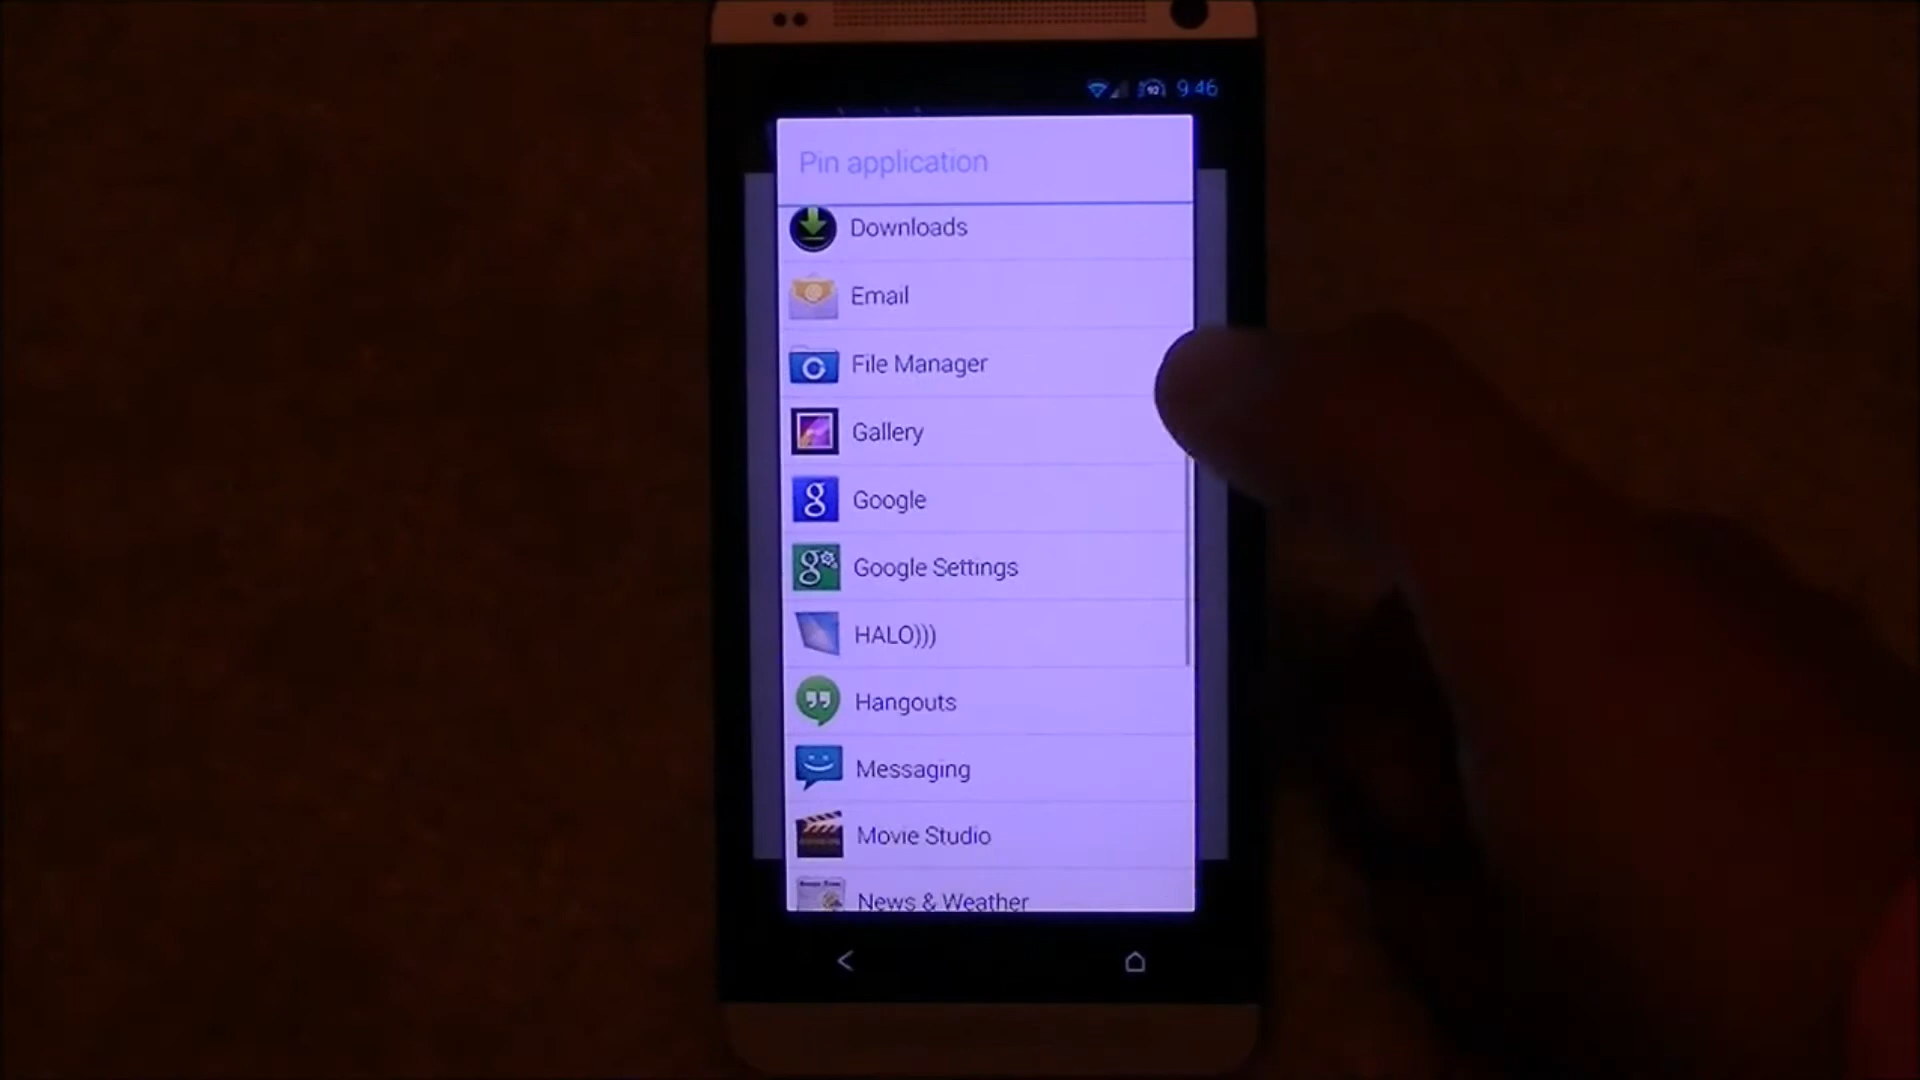 92 9:46
Pin application
Downloads
Email
File Manager
Gallery
g Google
g Google Settings
HALO)))
Hangouts
Messaging
Movie Studio
News & Weather